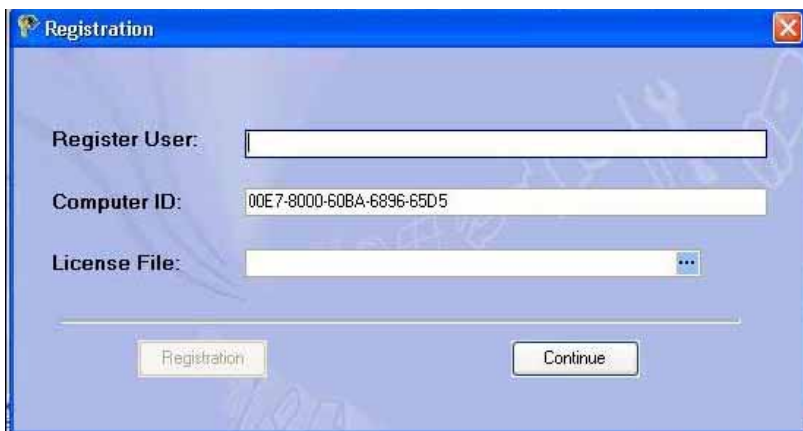 Registration
Register User:
Computer ID: 00E7-8000-60BA-6896-65D5
License File: ...
Registration Continue